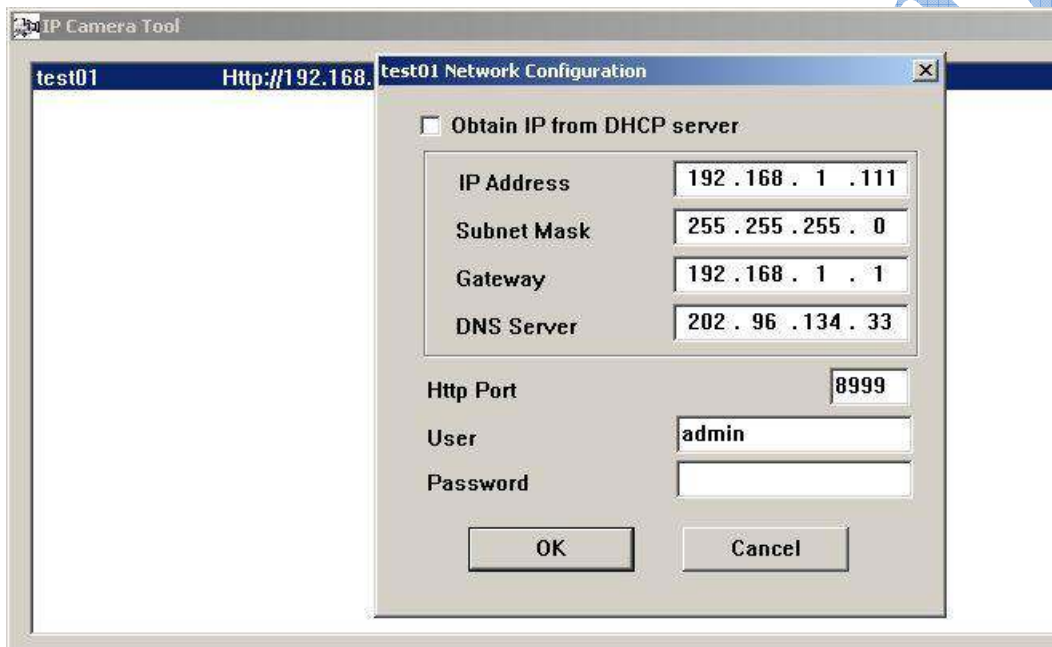 IP Camera Tool
test01 Http://192.168.
test01 Network Configuration
Obtain IP from DHCP server
IP Address 192 .168 . 1 .111
Subnet Mask 255 .255 .255 . 0
Gateway 192 .168 . 1 . 1
DNS Server 202 . 96 .134 . 33
Http Port 8999
User admin
Password
OK Cancel